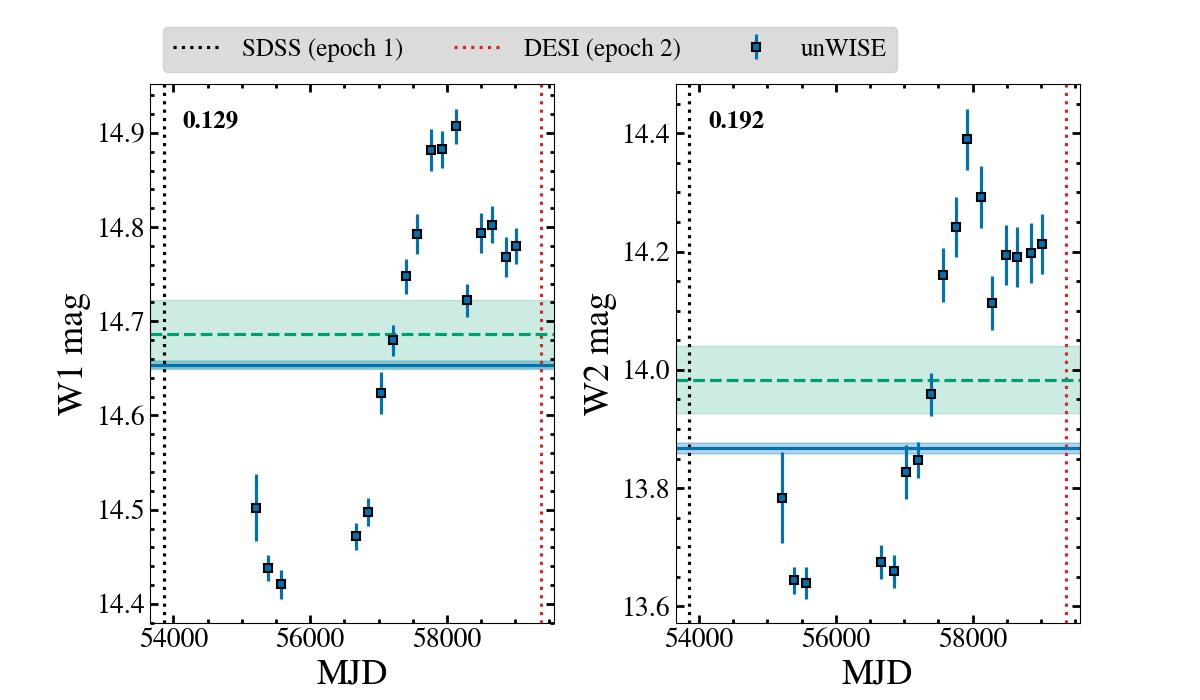 SDSS (epoch 1) DESI (epoch 2) unWISE
0.129
14.9
14.8
14.7
14.6
14.5
14.4
W1 mag
54000 56000 58000
MJD
0.192
14.4
14.2
14.0
13.8
13.6
W2 mag
54000 56000 58000
MJD